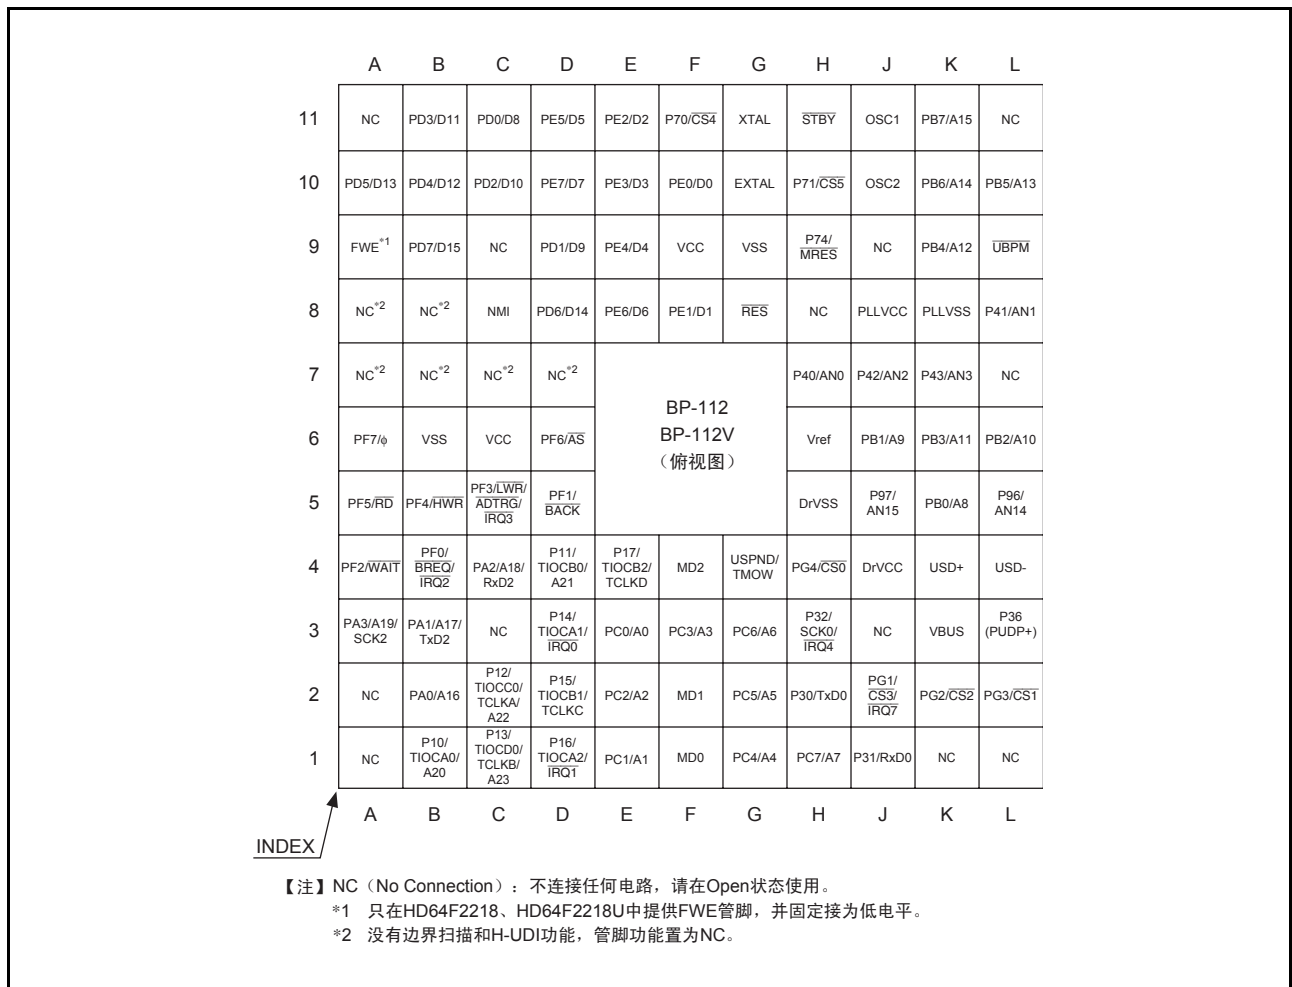 A B C D E F G H J K L
11 NC PD3/D11 PD0/D8 PE5/D5 PE2/D2 P70/CS4 XTAL STBY OSC1 PB7/A15 NC
10 PD5/D13 PD4/D12 PD2/D10 PE7/D7 PE3/D3 PE0/D0 EXTAL P71/CS5 OSC2 PB6/A14 PB5/A13
9 FWE*1 PD7/D15 NC PD1/D9 PE4/D4 VCC VSS P74/MRES NC PB4/A12 UBPM
8 NC*2 NC*2 NMI PD6/D14 PE6/D6 PE1/D1 RES NC PLLVCC PLLVSS P41/AN1
7 NC*2 NC*2 NC*2 NC*2 P40/AN0 P42/AN2 P43/AN3 NC
BP-112
BP-112V
（俯视图）
6 PF7/ϕ VSS VCC PF6/AS Vref PB1/A9 PB3/A11 PB2/A10
5 PF5/RD PF4/HWR PF3/LWR/ADTRG/IRQ3 PF1/BACK DrVSS P97/AN15 PB0/A8 P96/AN14
4 PF2/WAIT PF0/BREQ/IRQ2 PA2/A18/RxD2 P11/TIOCB0/A21 P17/TIOCB2/TCLKD MD2 USPND/TMOW PG4/CS0 DrVCC USD+ USD-
3 PA3/A19/SCK2 PA1/A17/TxD2 NC P14/TIOCA1/IRQ0 PC0/A0 PC3/A3 PC6/A6 P32/SCK0/IRQ4 NC VBUS P36(PUDP+)
2 NC PA0/A16 P12/TIOCC0/TCLKA/A22 P15/TIOCB1/TCLKC PC2/A2 MD1 PC5/A5 P30/TxD0 PG1/CS3/IRQ7 PG2/CS2 PG3/CS1
1 NC P10/TIOCA0/A20 P13/TIOCD0/TCLKB/A23 P16/TIOCA2/IRQ1 PC1/A1 MD0 PC4/A4 PC7/A7 P31/RxD0 NC NC
A B C D E F G H J K L
INDEX
【注】NC（No Connection）：不连接任何电路，请在Open状态使用。
*1 只在HD64F2218、HD64F2218U中提供FWE管脚，并固定接为低电平。
*2 没有边界扫描和H-UDI功能，管脚功能置为NC。